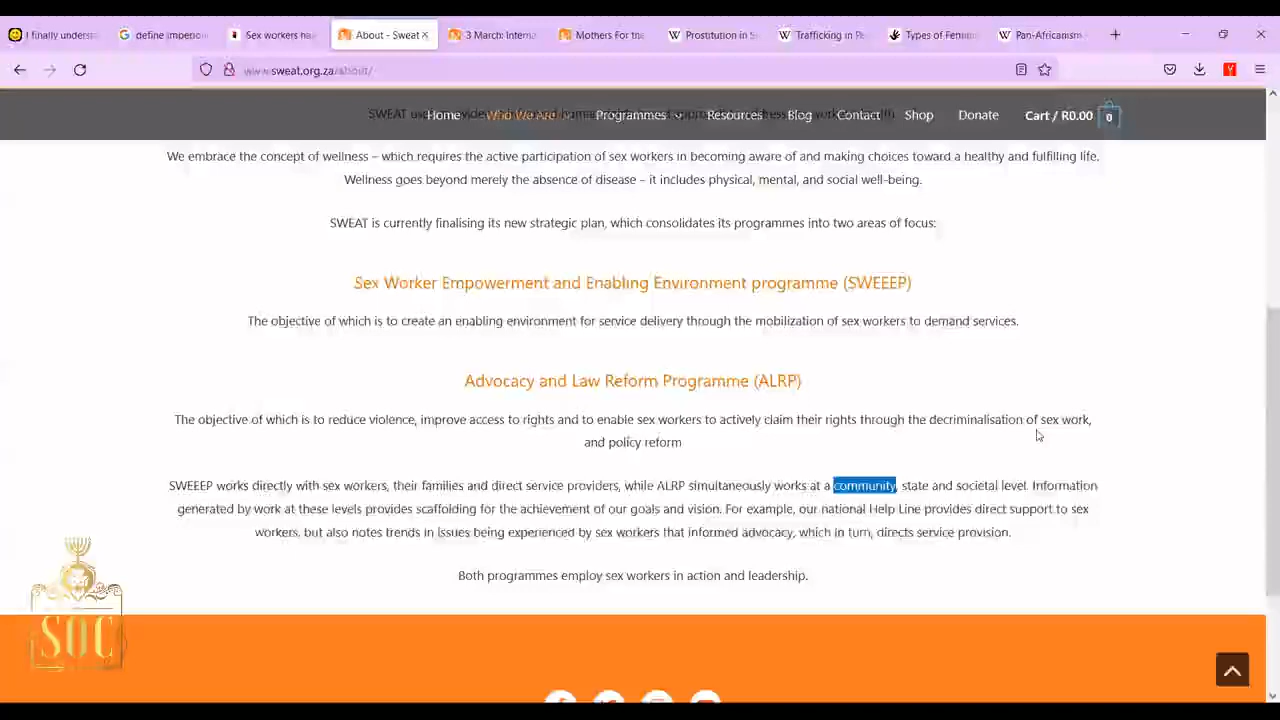 I finally understa
define imperio
Sex workers ha
About - Sweat
3 March: Interna
Mothers For the
Prostitution in S
Trafficking in Pe
Types of Femin
Pan-Africanism
www.sweat.org.za/about/
Home Who We Are Programmes Resources Blog Contact Shop Donate Cart / R0.00 0
We embrace the concept of wellness – which requires the active participation of sex workers in becoming aware of and making choices toward a healthy and fulfilling life.
Wellness goes beyond merely the absence of disease – it includes physical, mental, and social well-being.
SWEAT is currently finalising its new strategic plan, which consolidates its programmes into two areas of focus:
Sex Worker Empowerment and Enabling Environment programme (SWEEEP)
The objective of which is to create an enabling environment for service delivery through the mobilization of sex workers to demand services.
Advocacy and Law Reform Programme (ALRP)
The objective of which is to reduce violence, improve access to rights and to enable sex workers to actively claim their rights through the decriminalisation of sex work,
and policy reform
SWEEEP works directly with sex workers, their families and direct service providers, while ALRP simultaneously works at a community, state and societal level. Information
generated by work at these levels provides scaffolding for the achievement of our goals and vision. For example, our national Help Line provides direct support to sex
workers, but also notes trends in issues being experienced by sex workers that informed advocacy, which in turn, directs service provision.
Both programmes employ sex workers in action and leadership.
SOC